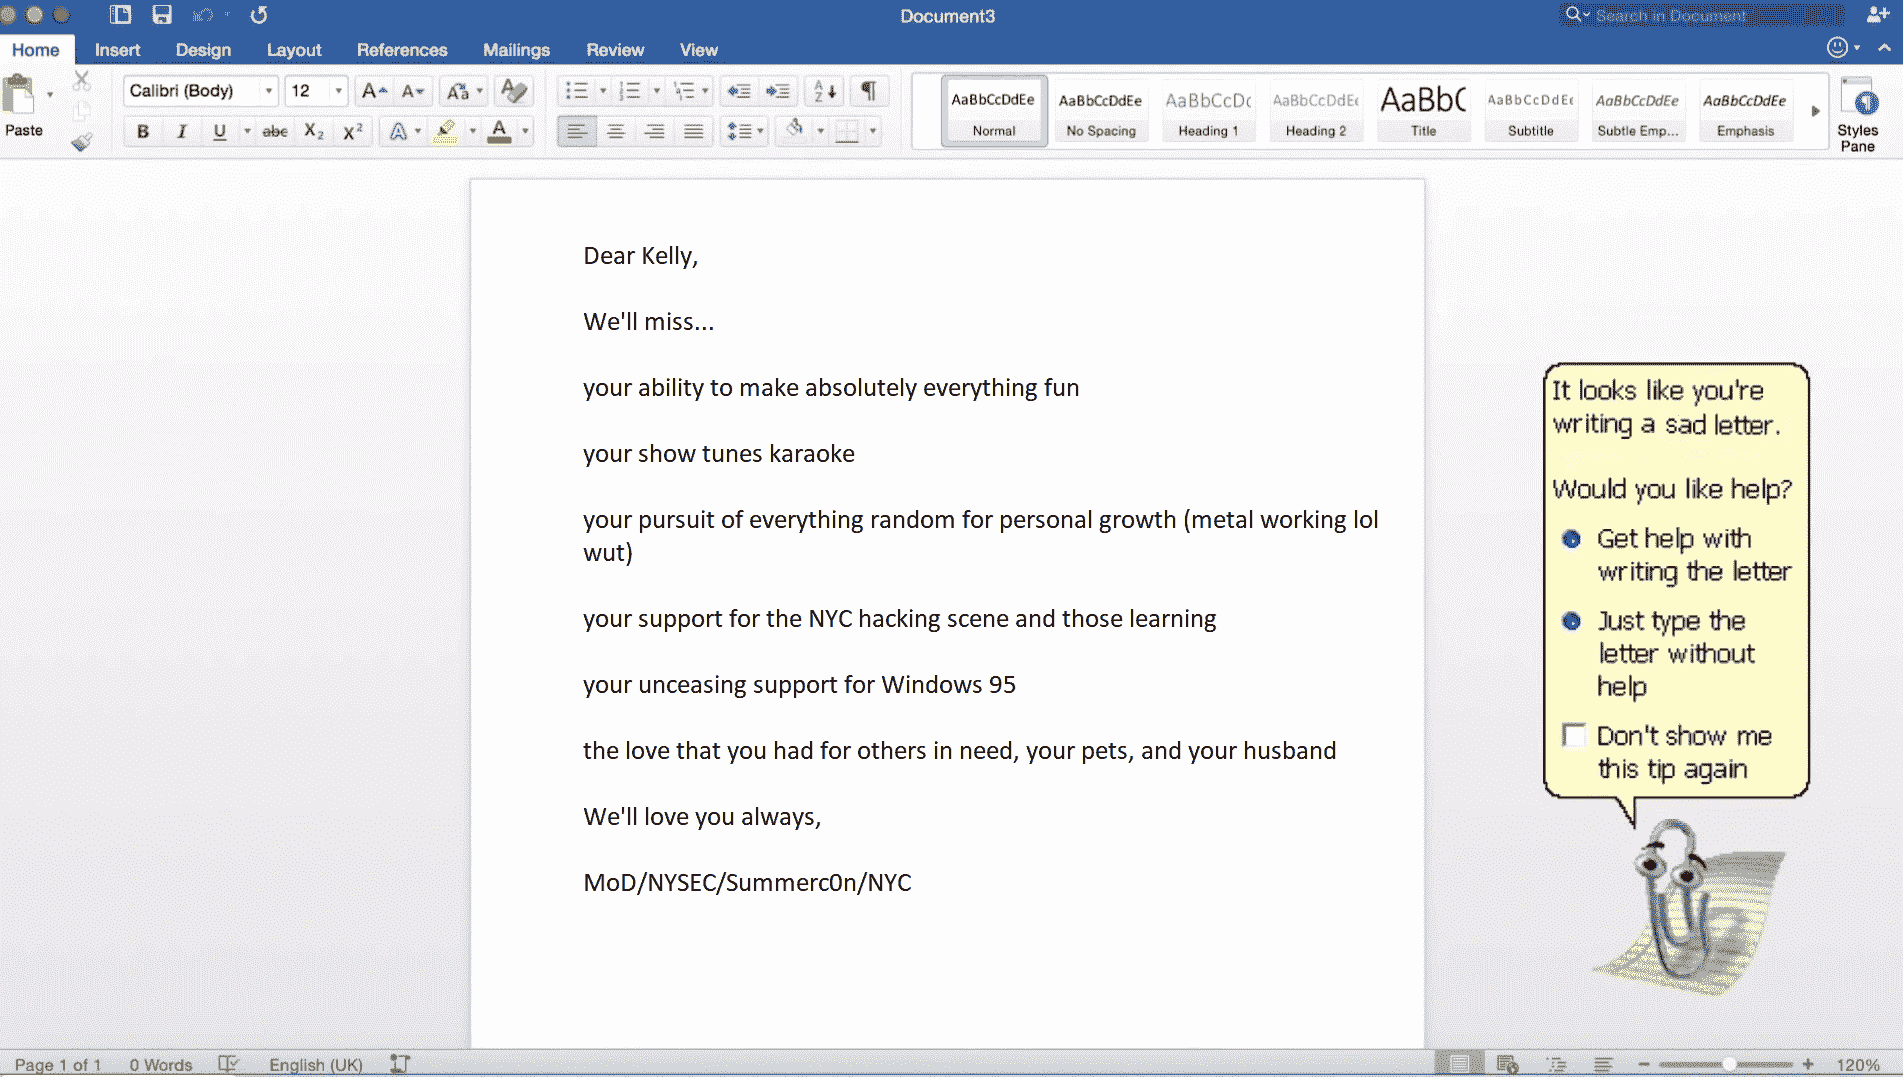 Document3
Search in Document
Home Insert Design Layout References Mailings Review View
Paste
Calibri (Body) 12
AaBbCcDdEe AaBbCcDdEe AaBbCcDc AaBbCcDdEe AaBbC AaBbCcDdEe AaBbCcDdEe AaBbCcDdEe
Normal No Spacing Heading 1 Heading 2 Title Subtitle Subtle Emp... Emphasis
Styles
Pane
B I U abc X₂ X²
Dear Kelly,
We'll miss...
your ability to make absolutely everything fun
your show tunes karaoke
your pursuit of everything random for personal growth (metal working lol
wut)
your support for the NYC hacking scene and those learning
your unceasing support for Windows 95
the love that you had for others in need, your pets, and your husband
We'll love you always,
MoD/NYSEC/Summerc0n/NYC
It looks like you're
writing a sad letter.
Would you like help?
Get help with
writing the letter
Just type the
letter without
help
Don't show me
this tip again
Page 1 of 1 0 Words English (UK) 120%